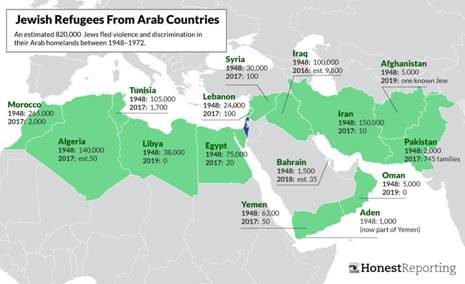 Jewish Refugees From Arab Countries
An estimated 820,000 Jews fled violence and discrimination in
their Arab homelands between 1948–1972.
Morocco
1948: 265,000
2017: 2,000
Algeria
1948: 140,000
2017: est.50
Tunisia
1948: 105,000
2017: 1,700
Libya
1948: 38,000
2019: 0
Egypt
1948: 75,000
2017: 20
Lebanon
1948: 24,000
2017: 100
Syria
1948: 30,000
2017: 100
Iraq
1948: 100,000
2016: est. 9,800
Afghanistan
1948: 5,000
2019: one known Jew
Iran
1948: 150,000
2017: 10
Pakistan
1948: 2,000
2017: 745 families
Bahrain
1948: 1,500
2018: est. 35
Oman
1948: 5,000
2019: 0
Yemen
1948: 63,00
2017: 50
Aden
1948: 1,000
(now part of Yemen)
HonestReporting